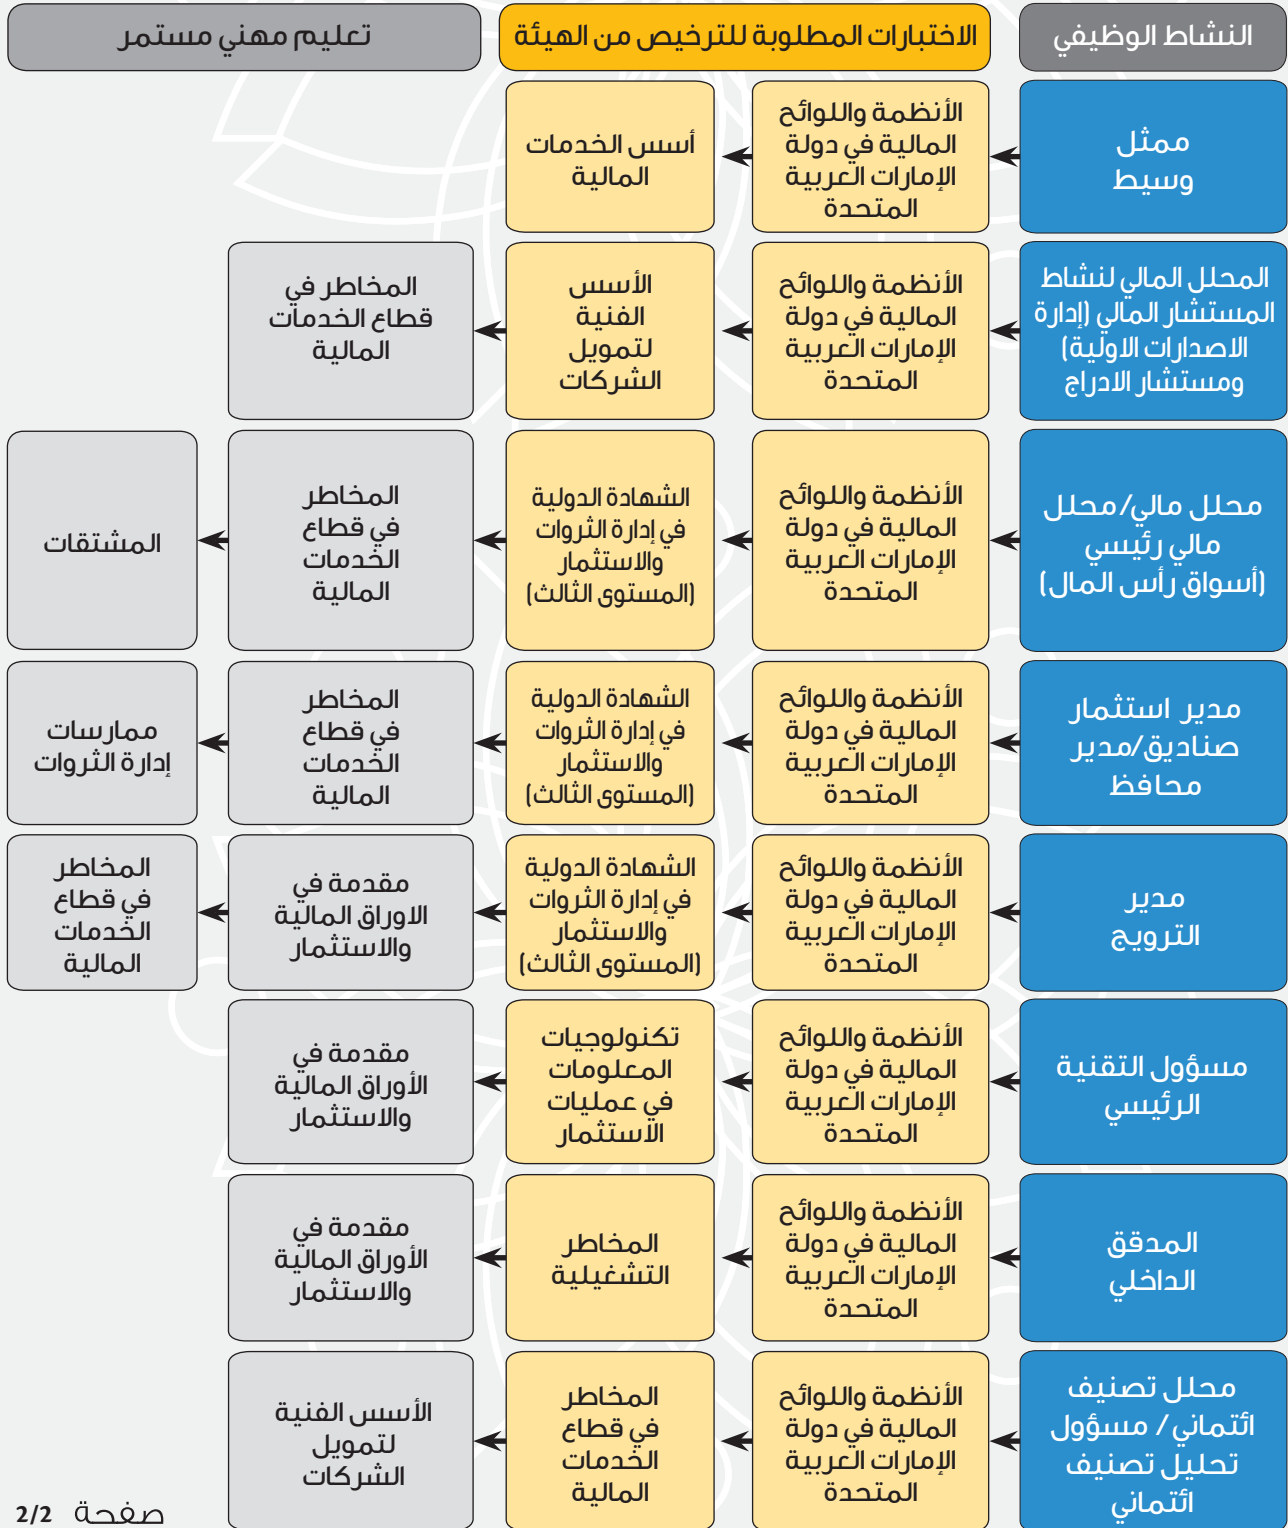 النشاط الوظيفي
الاختبارات المطلوبة للترخيص من الهيئة
تعليم مهني مستمر
ممثل
وسيط
الأنظمة واللوائح
المالية في دولة
الإمارات العربية
المتحدة
أسس الخدمات
المالية
المحلل المالي لنشاط
المستشار المالي (إدارة
الاصدارات الاولية)
ومستشار الادراج
الأنظمة واللوائح
المالية في دولة
الإمارات العربية
المتحدة
الأسس
الفنية
لتمويل
الشركات
المخاطر في
قطاع الخدمات
المالية
محلل مالي/محلل
مالي رئيسي
(أسواق رأس المال)
الأنظمة واللوائح
المالية في دولة
الإمارات العربية
المتحدة
الشهادة الدولية
في إدارة الثروات
والاستثمار
(المستوى الثالث)
المخاطر
في قطاع
الخدمات
المالية
المشتقات
مدير استثمار
صناديق/مدير
محافظ
الأنظمة واللوائح
المالية في دولة
الإمارات العربية
المتحدة
الشهادة الدولية
في إدارة الثروات
والاستثمار
(المستوى الثالث)
المخاطر
في قطاع
الخدمات
المالية
ممارسات
إدارة الثروات
مدير
الترويج
الأنظمة واللوائح
المالية في دولة
الإمارات العربية
المتحدة
الشهادة الدولية
في إدارة الثروات
والاستثمار
(المستوى الثالث)
مقدمة في
الاوراق المالية
والاستثمار
المخاطر
في قطاع
الخدمات
المالية
مسؤول التقنية
الرئيسي
الأنظمة واللوائح
المالية في دولة
الإمارات العربية
المتحدة
تكنولوجيات
المعلومات
في عمليات
الاستثمار
مقدمة في
الأوراق المالية
والاستثمار
المدقق
الداخلي
الأنظمة واللوائح
المالية في دولة
الإمارات العربية
المتحدة
المخاطر
التشغيلية
مقدمة في
الأوراق المالية
والاستثمار
محلل تصنيف
ائتماني/ مسؤول
تحليل تصنيف
ائتماني
الأنظمة واللوائح
المالية في دولة
الإمارات العربية
المتحدة
المخاطر
في قطاع
الخدمات
المالية
الأسس الفنية
لتمويل
الشركات
صفحة 2/2